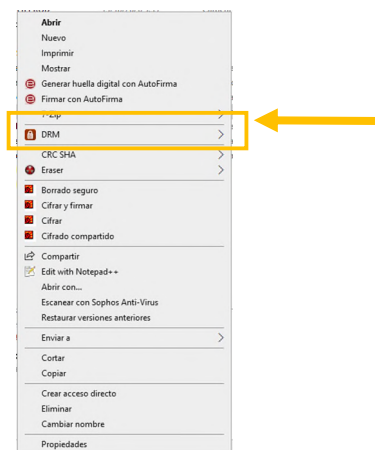 Abrir
Nuevo
Imprimir
Mostrar
Generar huella digital con AutoFirma
Firmar con AutoFirma
7-Zip
DRM
CRC SHA
Eraser
Borrado seguro
Cifrar y firmar
Cifrar
Cifrado compartido
Compartir
Edit with Notepad++
Abrir con...
Escanear con Sophos Anti-Virus
Restaurar versiones anteriores
Enviar a
Cortar
Copiar
Crear acceso directo
Eliminar
Cambiar nombre
Propiedades